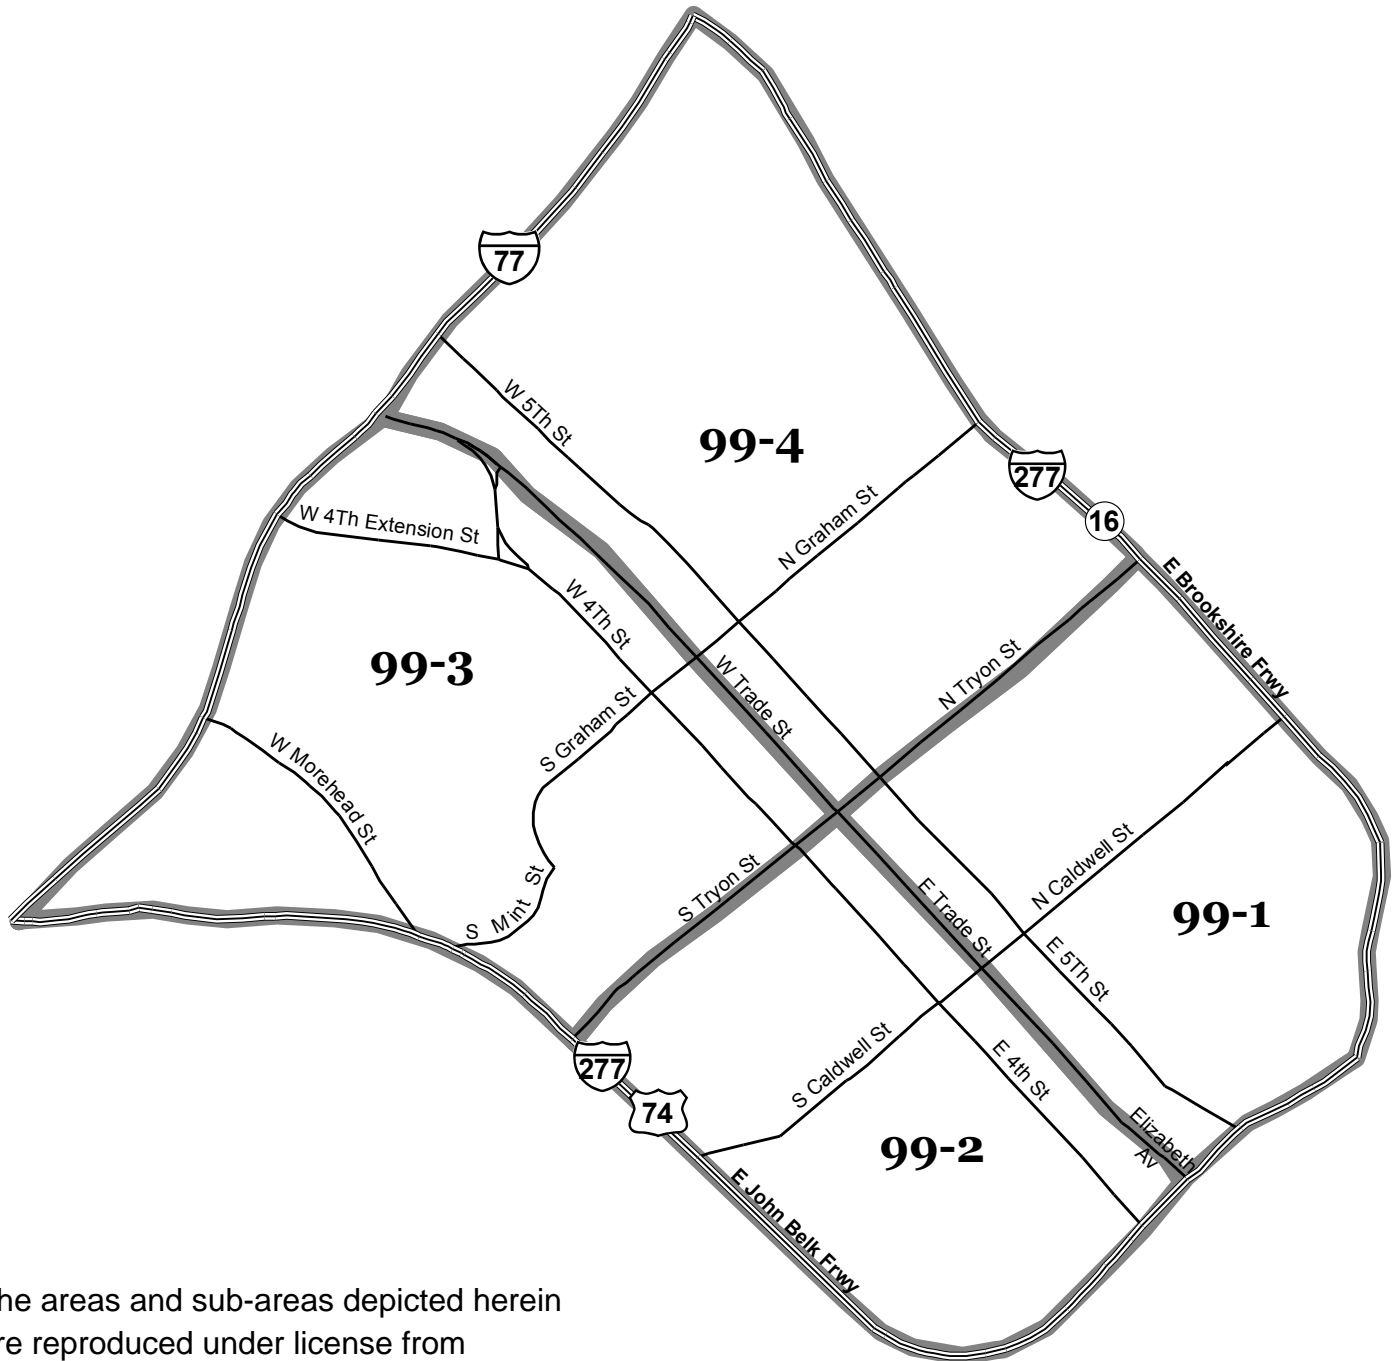 77
W 5Th St
99-4
277
16
W 4Th Extension St
N Graham St
E Brookshire Frwy
W 4Th St
99-3
W Trade St
N Tryon St
S Graham St
W Morehead St
S Mint St
S Tryon St
E Trade St
N Caldwell St
99-1
E 5Th St
S Caldwell St
E 4th St
277
74
Elizabeth
Av
99-2
E John Belk Frwy
he areas and sub-areas depicted herein
re reproduced under license from